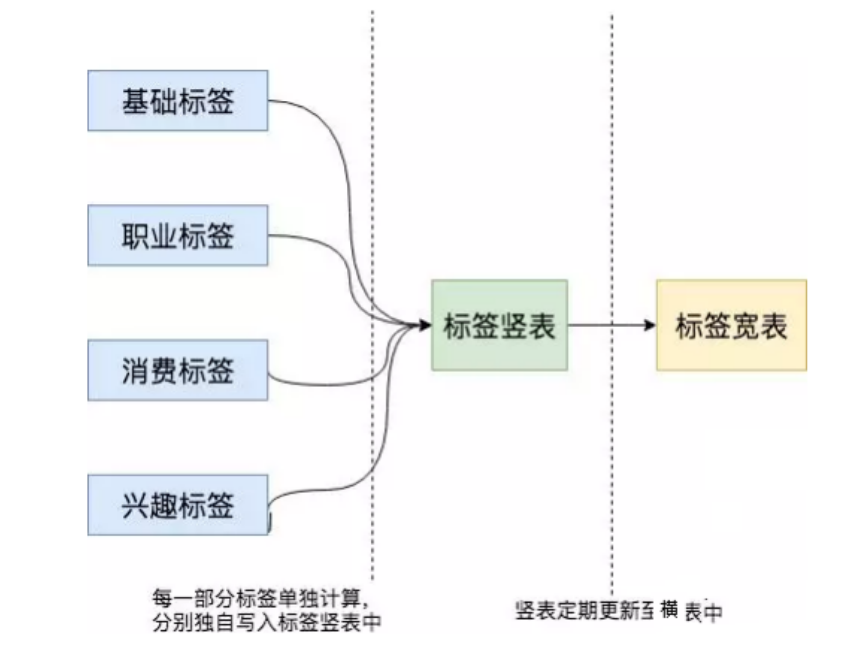 基础标签
职业标签
消费标签
兴趣标签
标签竖表
标签宽表
每一部分标签单独计算，
分别独自写入标签竖表中
竖表定期更新至横表中